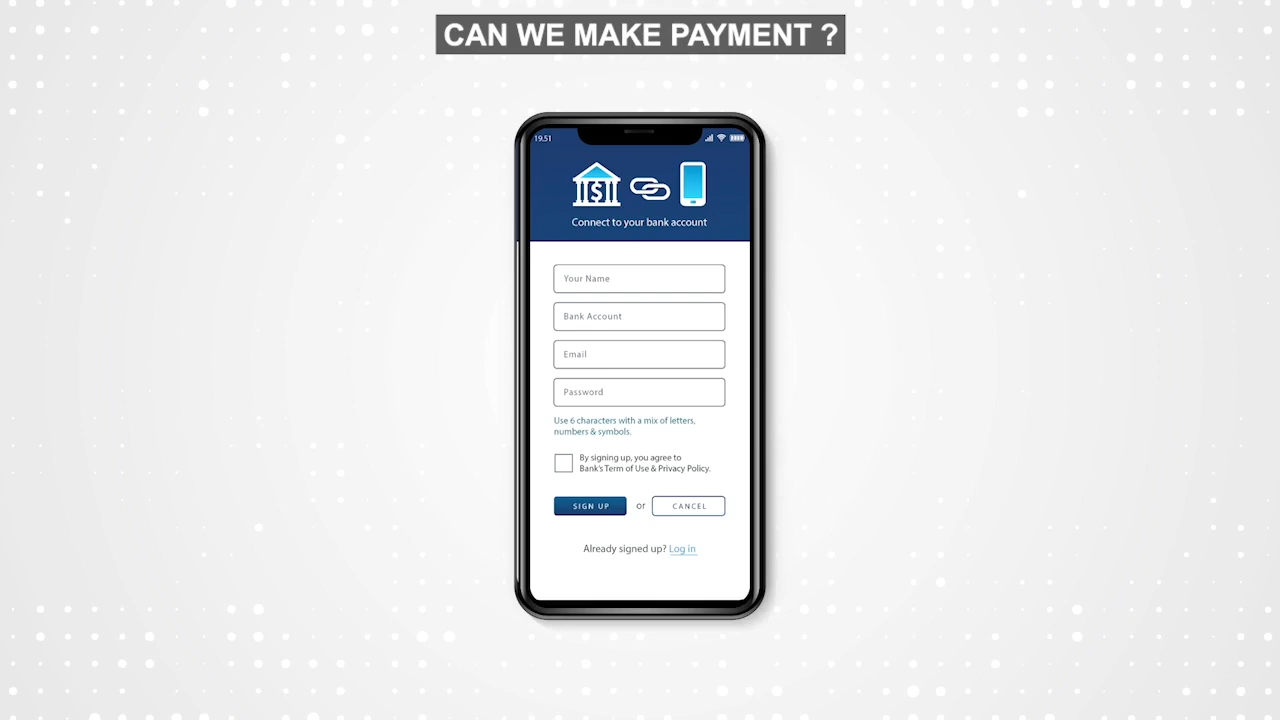 CAN WE MAKE PAYMENT ?
19.51
Connect to your bank account
Your Name
Bank Account
Email
Password
Use 6 characters with a mix of letters,
numbers & symbols.
By signing up, you agree to
Bank's Term of Use & Privacy Policy.
SIGN UP or CANCEL
Already signed up? Log in